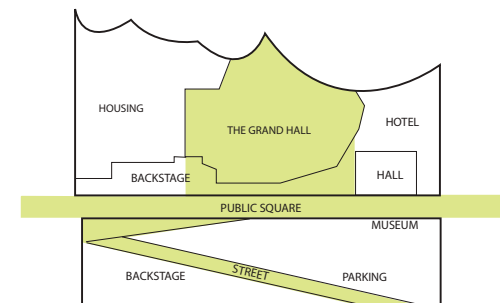 HOUSING
THE GRAND HALL
HOTEL
BACKSTAGE
HALL
PUBLIC SQUARE
MUSEUM
BACKSTAGE
STREET
PARKING